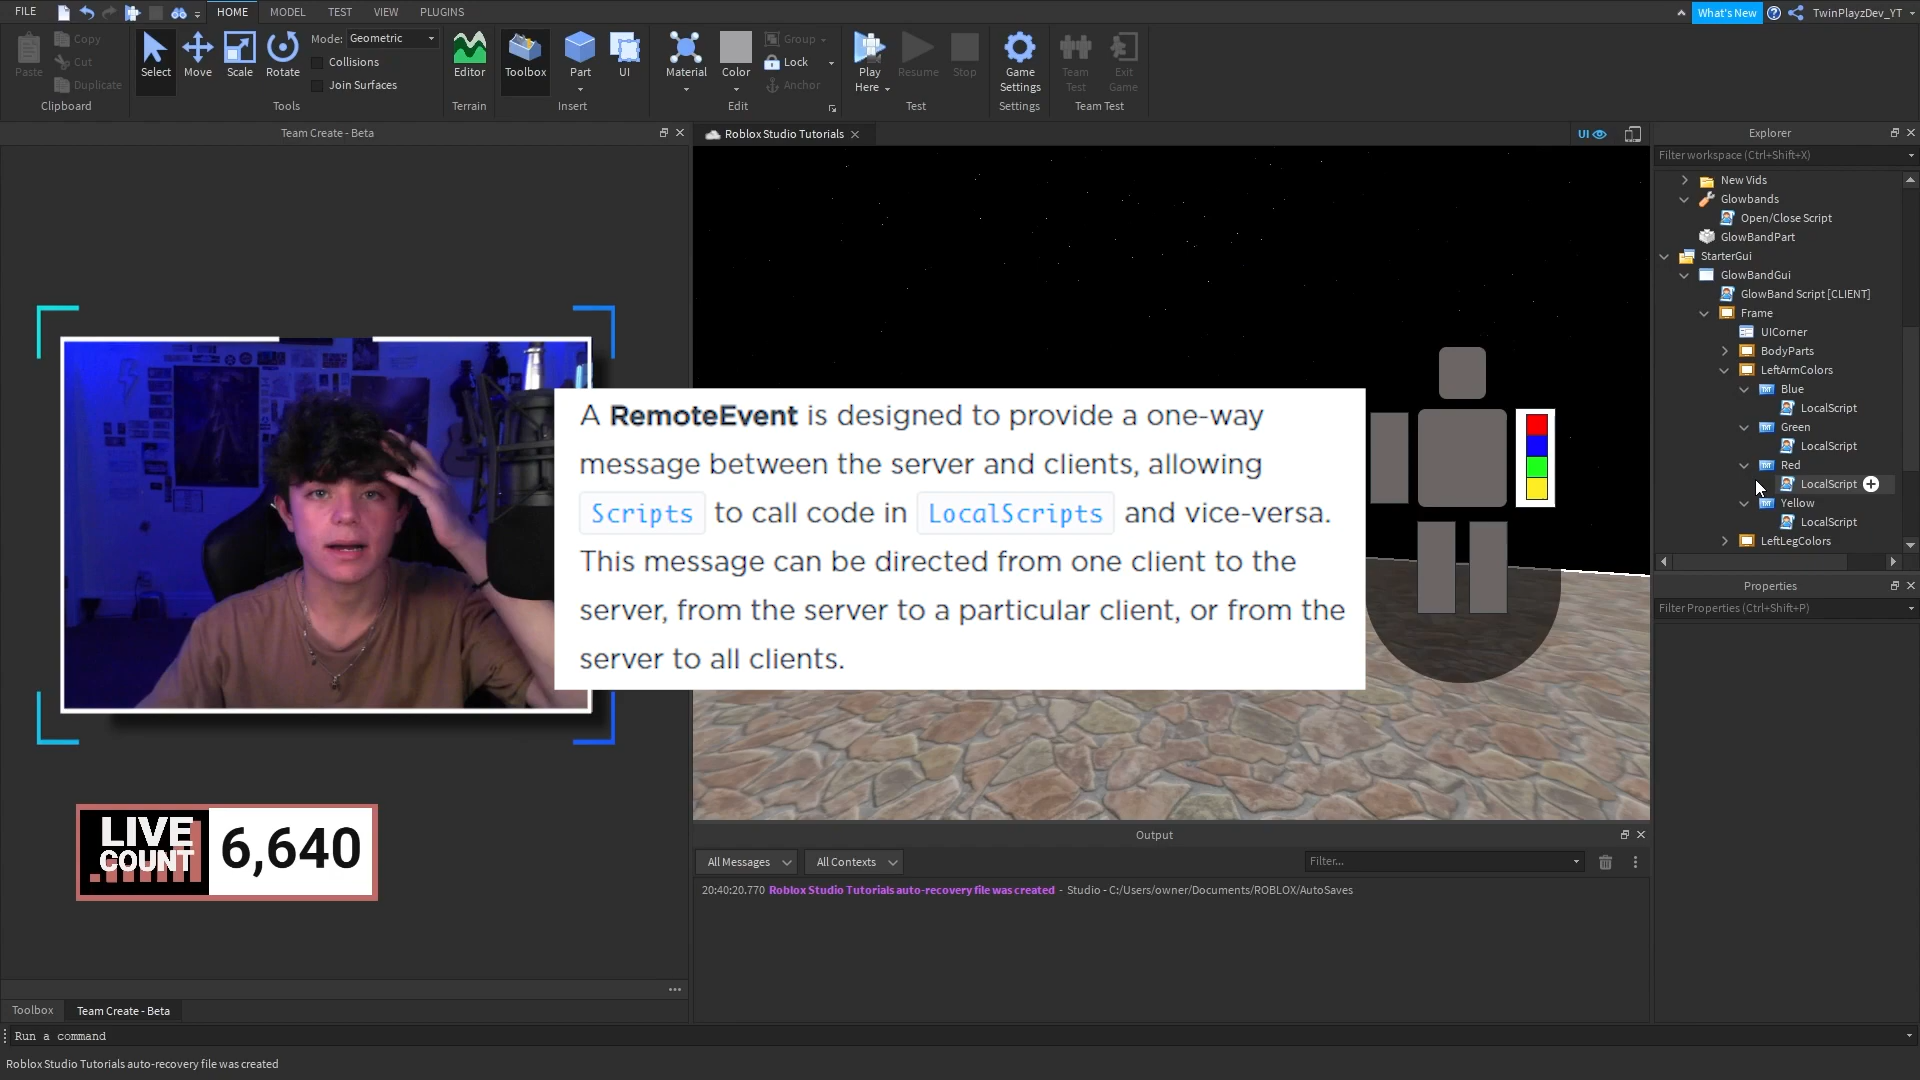 FILE
HOME
MODEL
TEST
VIEW
PLUGINS
What's New
TwinPlayzDev_YT
Paste
Copy
Cut
Duplicate
Clipboard
Select
Move
Scale
Rotate
Mode: Geometric
Collisions
Join Surfaces
Tools
Editor
Terrain
Toolbox
Part
UI
Insert
Material
Color
Group
Lock
Anchor
Edit
Play
Here
Resume
Stop
Test
Game
Settings
Settings
Team
Test
Exit
Game
Team Test
Team Create - Beta
Roblox Studio Tutorials
UI
Explorer
Filter workspace (Ctrl+Shift+X)
New Vids
Glowbands
Open/Close Script
GlowBandPart
StarterGui
GlowBandGui
GlowBand Script [CLIENT]
Frame
UICorner
BodyParts
LeftArmColors
Blue
LocalScript
Green
LocalScript
Red
LocalScript
Yellow
LocalScript
LeftLegColors
Properties
Filter Properties (Ctrl+Shift+P)
A RemoteEvent is designed to provide a one-way
message between the server and clients, allowing
Scripts to call code in LocalScripts and vice-versa.
This message can be directed from one client to the
server, from the server to a particular client, or from the
server to all clients.
LIVE
COUNT
6,640
Output
All Messages
All Contexts
Filter...
20:40:20.770 Roblox Studio Tutorials auto-recovery file was created - Studio - C:/Users/owner/Documents/ROBLOX/AutoSaves
Toolbox
Team Create - Beta
Run a command
Roblox Studio Tutorials auto-recovery file was created